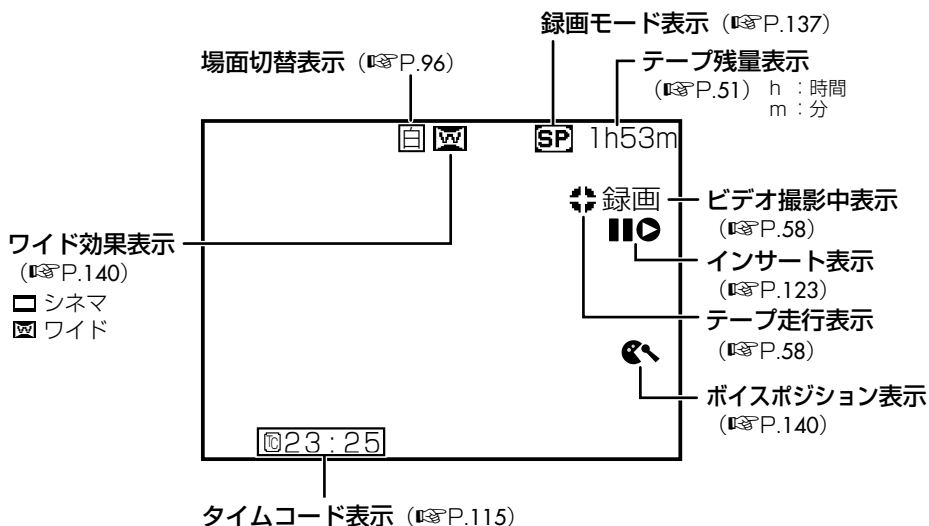 録画モード表示（☞P.137）
場面切替表示（☞P.96）
テープ残量表示
（☞P.51） h ：時間
m ：分
白 W SP 1h53m
録画
ビデオ撮影中表示
（☞P.58）
ワイド効果表示
（☞P.140）
シネマ
W ワイド
インサート表示
（☞P.123）
テープ走行表示
（☞P.58）
ボイスポジション表示
（☞P.140）
TC 23：25
タイムコード表示（☞P.115）